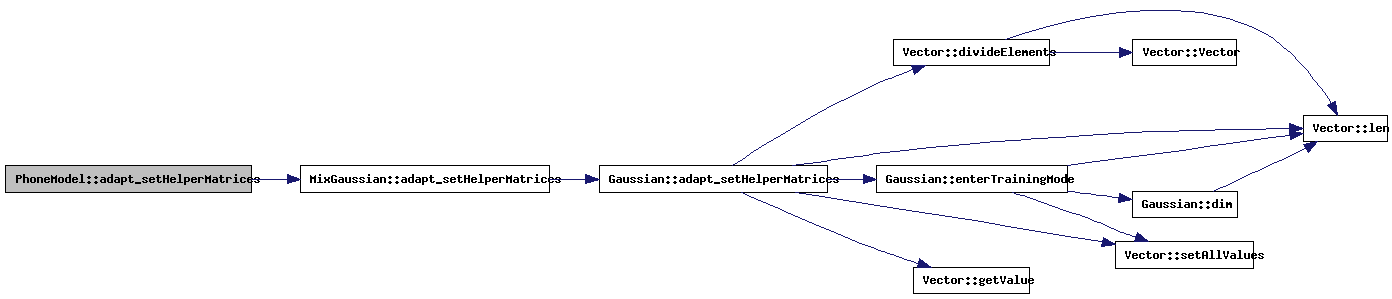 PhoneModel::adapt_setHelperMatrices
MixGaussian::adapt_setHelperMatrices
Gaussian::adapt_setHelperMatrices
Vector::divideElements
Vector::Vector
Vector::len
Gaussian::enterTrainingMode
Gaussian::dim
Vector::setAllValues
Vector::getValue